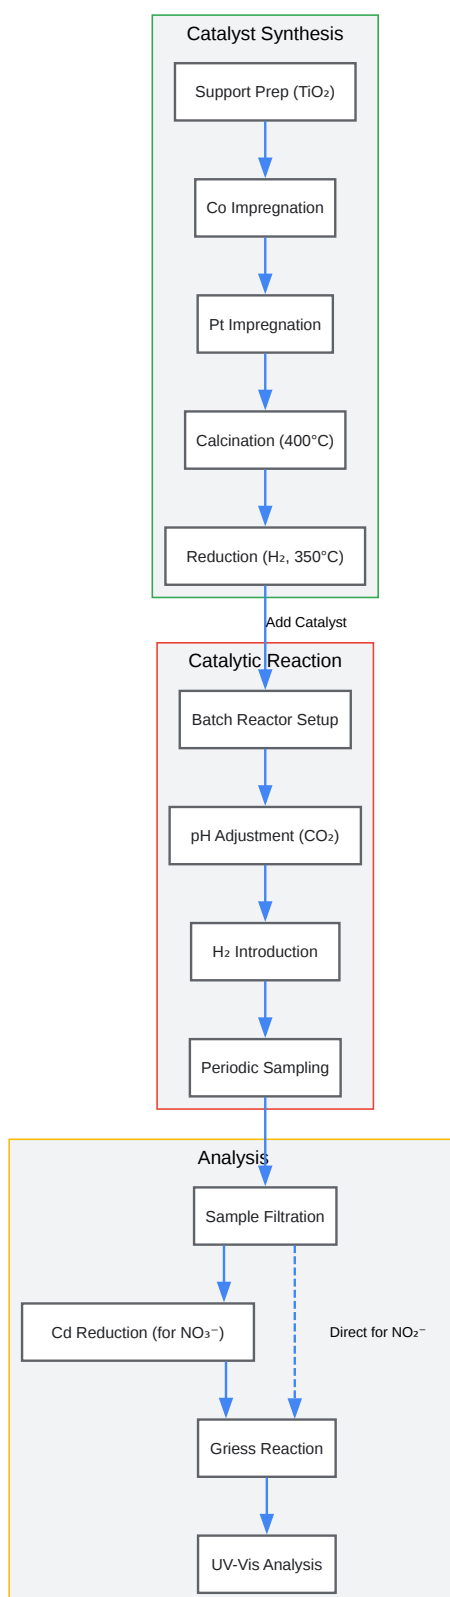 Catalyst Synthesis
Support Prep (TiO₂)
Co Impregnation
Pt Impregnation
Calcination (400°C)
Reduction (H₂, 350°C)
Add Catalyst
Catalytic Reaction
Batch Reactor Setup
pH Adjustment (CO₂)
H₂ Introduction
Periodic Sampling
Analysis
Sample Filtration
Cd Reduction (for NO₃⁻)
Direct for NO₂⁻
Griess Reaction
UV-Vis Analysis